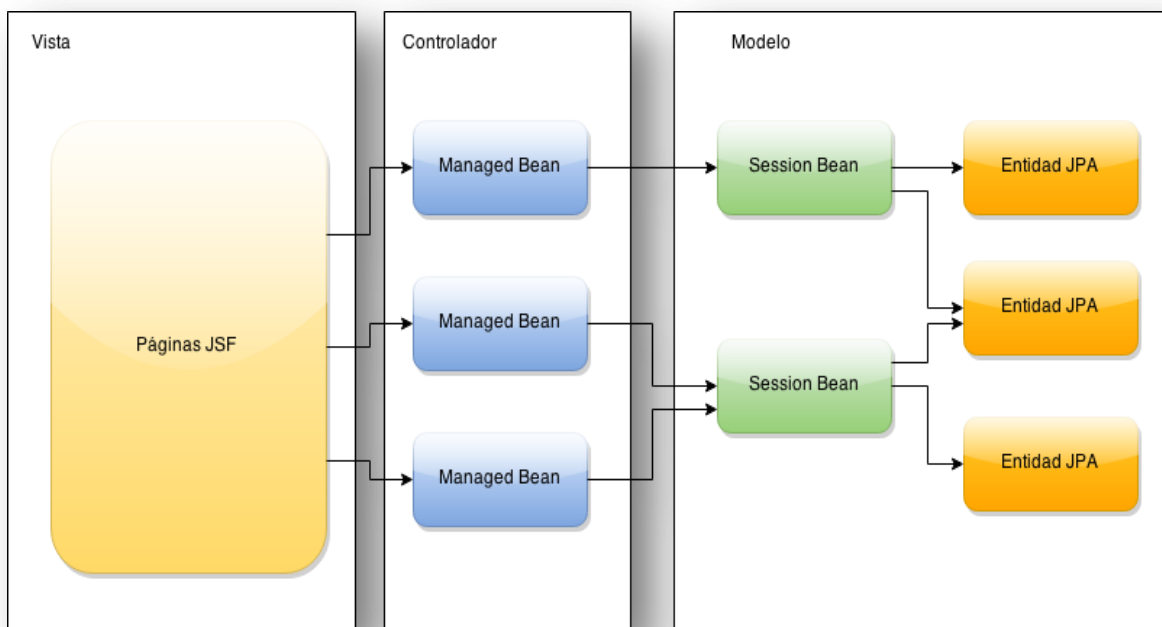 Vista
Controlador
Modelo
Páginas JSF
Managed Bean
Managed Bean
Managed Bean
Session Bean
Session Bean
Entidad JPA
Entidad JPA
Entidad JPA